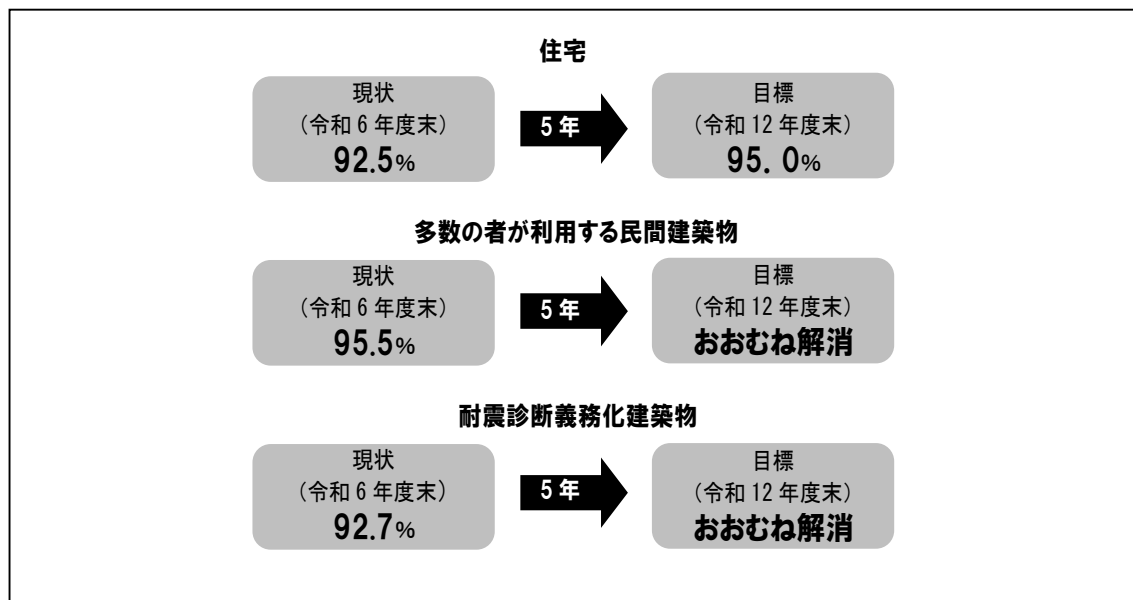 住宅
現状
（令和6年度末）
92.5%
5年
目標
（令和12年度末）
95.0%
多数の者が利用する民間建築物
現状
（令和6年度末）
95.5%
5年
目標
（令和12年度末）
おおむね解消
耐震診断義務化建築物
現状
（令和6年度末）
92.7%
5年
目標
（令和12年度末）
おおむね解消